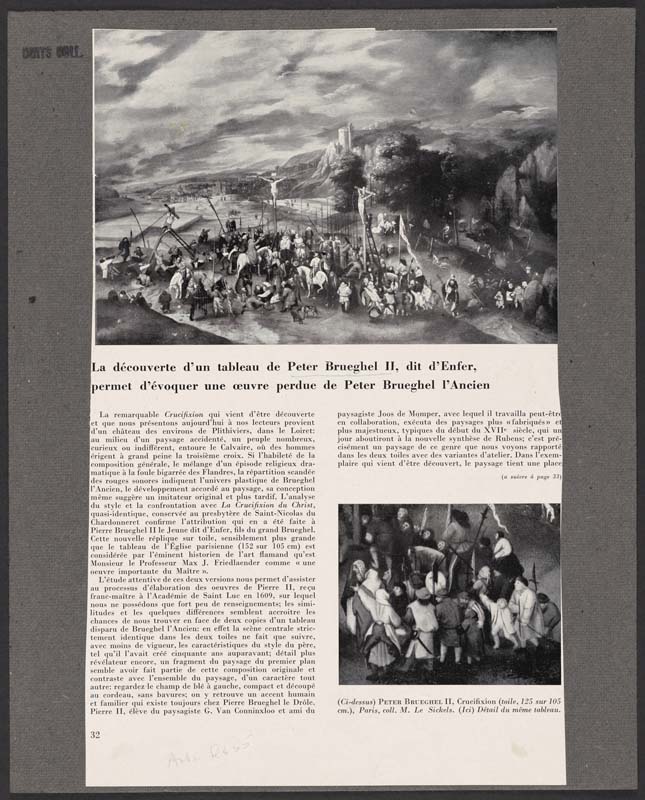 CURTS COLL.
La découverte d'un tableau de Peter Brueghel II, dit d'Enfer,
permet d'évoquer une œuvre perdue de Peter Brueghel l'Ancien
La remarquable Crucifixion qui vient d'être découverte
et que nous présentons aujourd'hui à nos lecteurs provient
d'un château des environs de Plithiviers, dans le Loiret:
au milieu d'un paysage accidenté, un peuple nombreux,
curieux ou indifférent, entoure le Calvaire, où des hommes
érigent à grand peine la troisième croix. Si l'habileté de la
composition générale, le mélange d'un épisode religieux dra-
matique à la foule bigarrée des Flandres, la répartition scandée
des rouges sonores indiquent l'univers plastique de Brueghel
l'Ancien, le développement accordé au paysage, sa conception
même suggère un imitateur original et plus tardif. L'analyse
du style et la confrontation avec La Crucifixion du Christ,
quasi-identique, conservée au presbytère de Saint-Nicolas du
Chardonneret confirme l'attribution qui en a été faite à
Pierre Brueghel II le Jeune dit d'Enfer, fils du grand Brueghel.
Cette nouvelle réplique sur toile, sensiblement plus grande
que le tableau de l'Église parisienne (152 sur 105 cm) est
considérée par l'éminent historien de l'art flamand qu'est
Monsieur le Professeur Max J. Friedlaender comme « une
oeuvre importante du Maître ».
L'étude attentive de ces deux versions nous permet d'assister
au processus d'élaboration des oeuvres de Pierre II, reçu
franc-maître à l'Académie de Saint Luc en 1609, sur lequel
nous ne possédons que fort peu de renseignements; les simi-
litudes et les quelques différences semblent accroitre les
chances de nous trouver en face de deux copies d'un tableau
disparu de Brueghel l'Ancien: en effet la scène centrale stric-
tement identique dans les deux toiles ne fait que suivre,
avec moins de vigueur, les caractéristiques du style du père,
tel qu'il l'avait créé cinquante ans auparavant; détail plus
révélateur encore, un fragment du paysage du premier plan
semble avoir fait partie de cette composition originale et
contraste avec l'ensemble du paysage, d'un caractère tout
autre: regardez le champ de blé à gauche, compact et découpé
au cordeau, sans bavures; on y retrouve un accent humain
et familier qui existe toujours chez Pierre Brueghel le Drôle.
Pierre II, élève du paysagiste G. Van Conninxloo et ami du
32
paysagiste Joos de Momper, avec lequel il travailla peut-être
en collaboration, exécuta des paysages plus « fabriqués » et
plus majestueux, typiques du début du XVIIe siècle, qui un
jour aboutiront à la nouvelle synthèse de Rubens; c'est pré-
cisément un paysage de ce genre que nous voyons rapporté
dans les deux toiles avec des variantes d'atelier. Dans l'exem-
plaire qui vient d'être découvert, le paysage tient une place
(a suivre à page 33)
(Ci-dessus) PETER BRUEGHEL II, Crucifixion (toile, 125 sur 105
cm.), Paris, coll. M. Le Sickels. (Ici) Détail du même tableau.